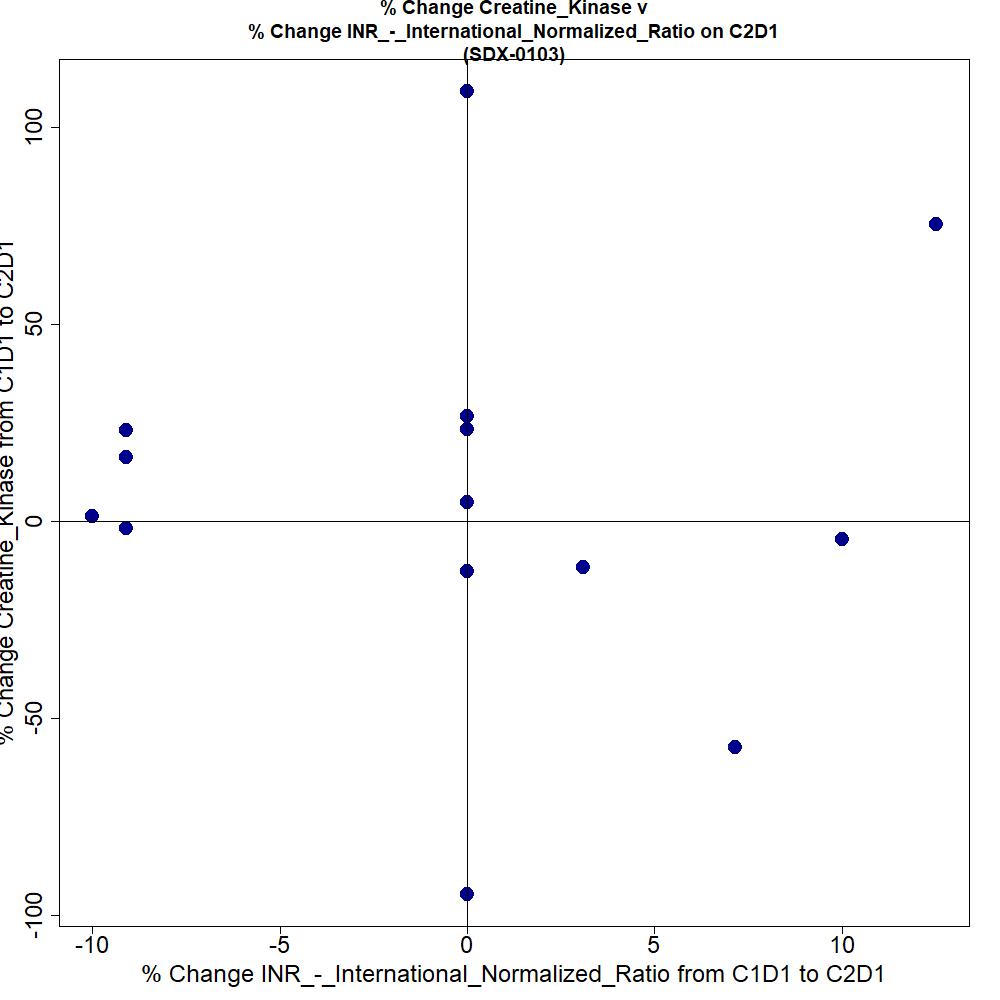 % Change Creatine_Kinase v
% Change INR_-_International_Normalized_Ratio on C2D1
(SDX-0103)
% Change Creatine_Kinase from C1D1 to C2D1
100
50
0
-50
-100
-10
-5
0
5
10
% Change INR_-_International_Normalized_Ratio from C1D1 to C2D1